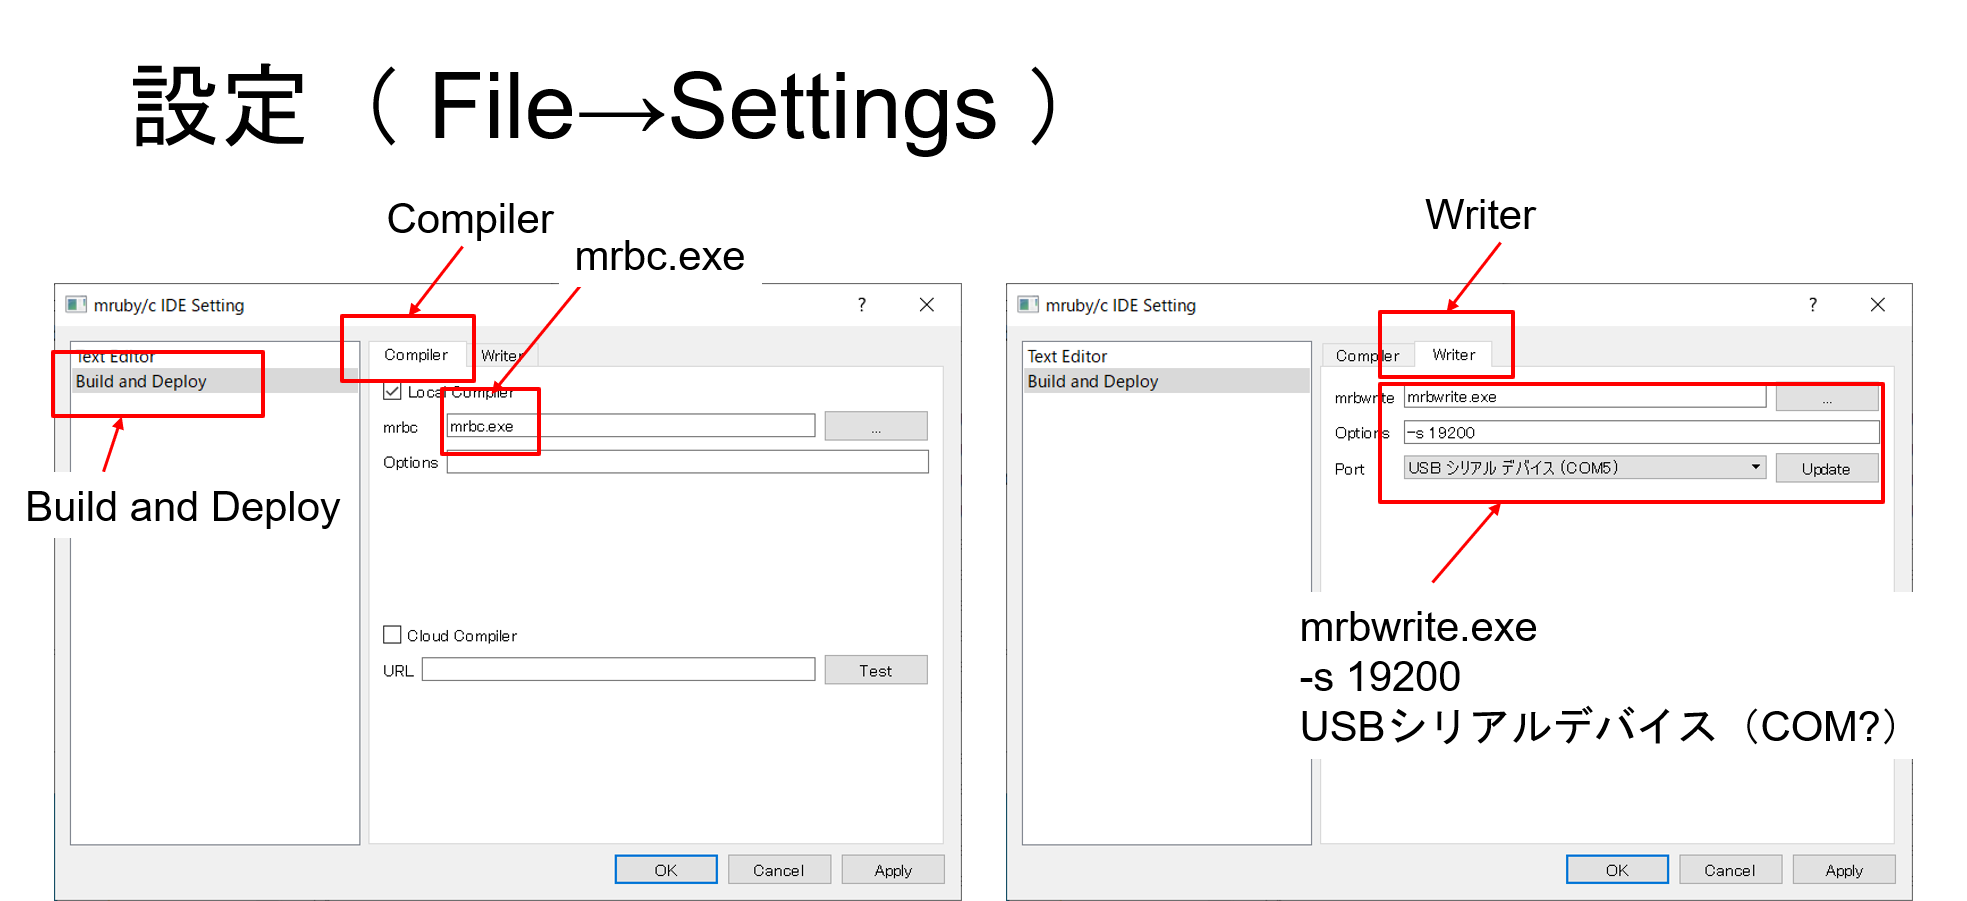 設定（ File→Settings ）
Compiler
mrbc.exe
Build and Deploy
mruby/c IDE Setting
?
Text Editor
Build and Deploy
Compiler
Writer
Local Compiler
mrbc
mrbc.exe
...
Options
Cloud Compiler
URL
Test
OK
Cancel
Apply
Writer
mruby/c IDE Setting
?
Text Editor
Build and Deploy
Compiler
Writer
mrbwrite
mrbwrite.exe
...
Options
-s 19200
Port
USB シリアル デバイス (COM5)
Update
mrbwrite.exe
-s 19200
USBシリアルデバイス（COM?）
OK
Cancel
Apply